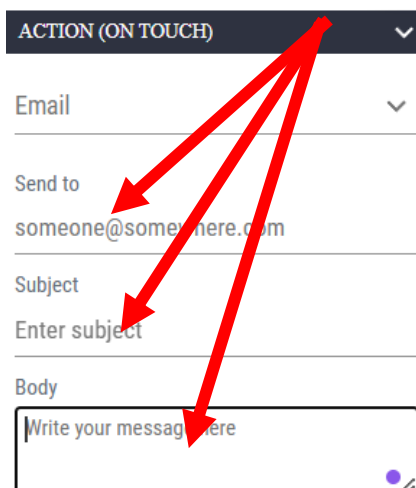 ACTION (ON TOUCH)
Email
Send to
someone@somewhere.com
Subject
Enter subject
Body
Write your message here